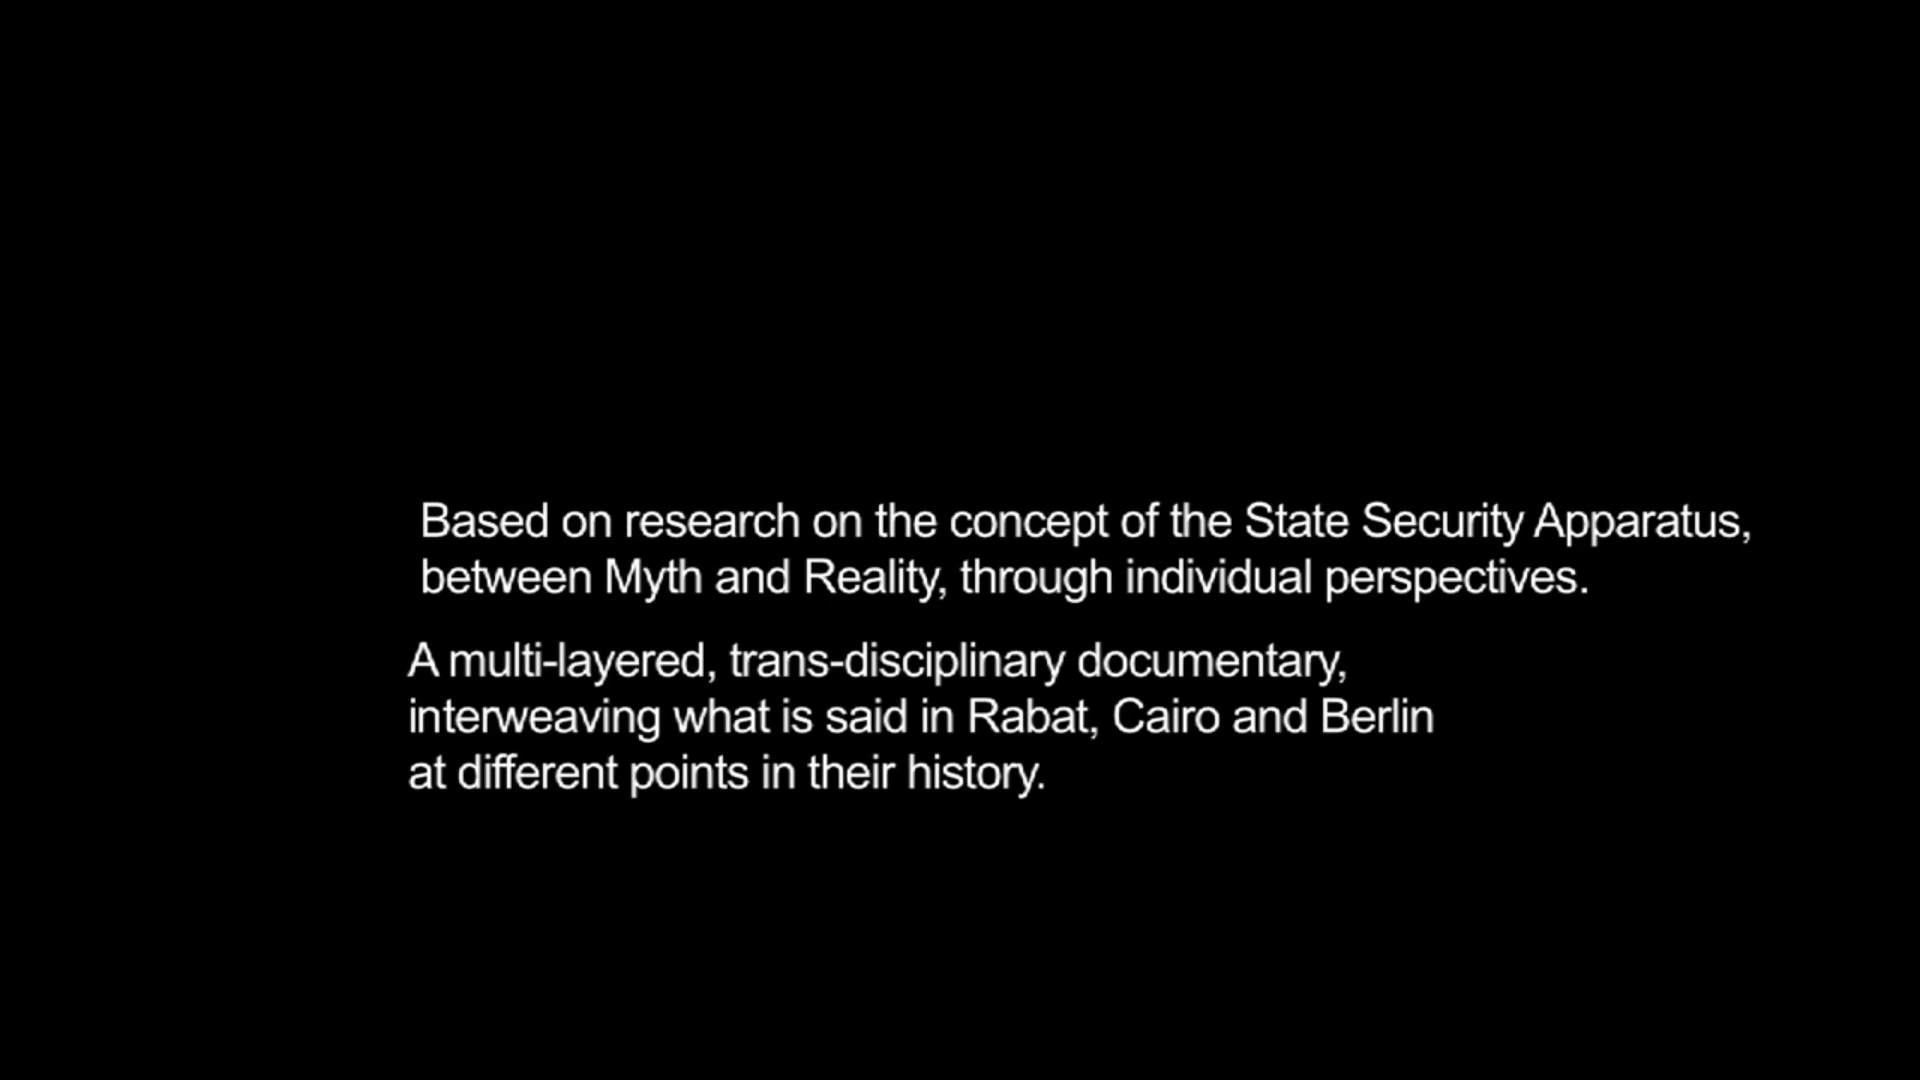 Based on research on the concept of the State Security Apparatus,
between Myth and Reality, through individual perspectives.
A multi-layered, trans-disciplinary documentary,
interweaving what is said in Rabat, Cairo and Berlin
at different points in their history.